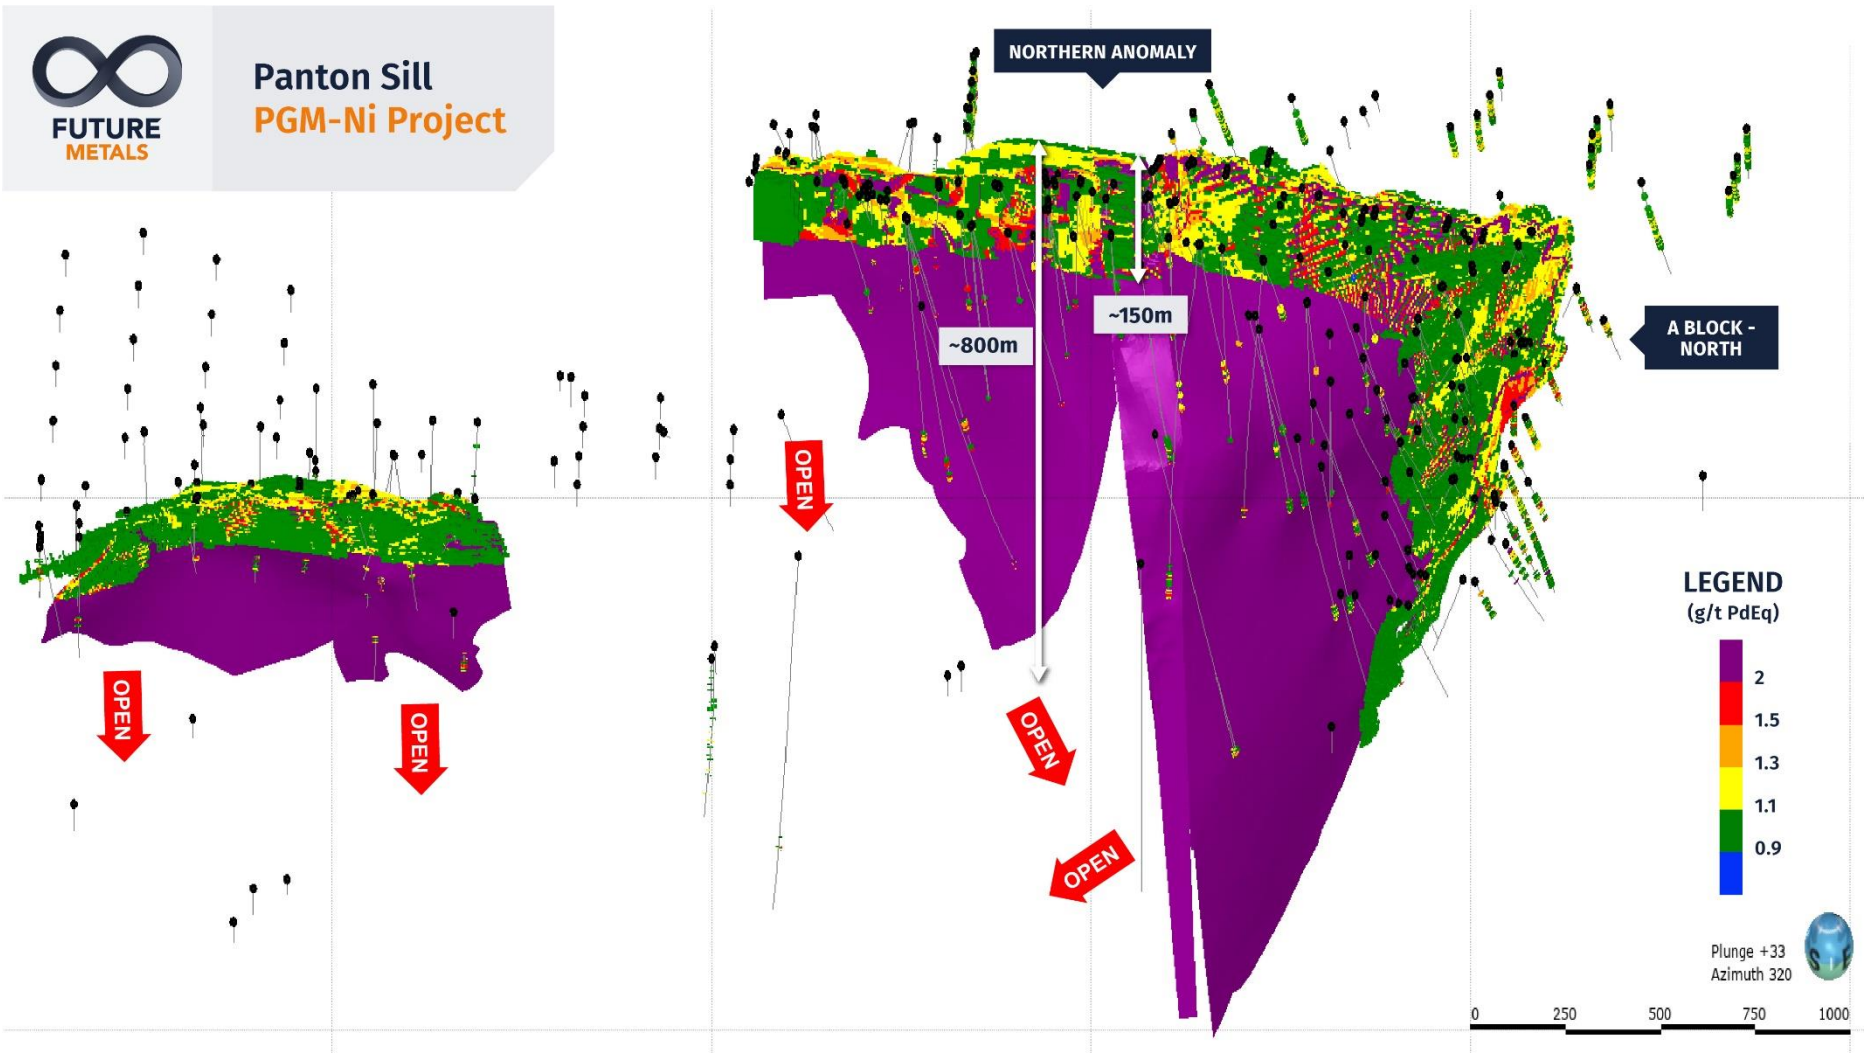 FUTURE
METALS
Panton Sill
PGM-Ni Project
NORTHERN ANOMALY
~150m
~800m
A BLOCK -
NORTH
OPEN
OPEN
OPEN
OPEN
OPEN
LEGEND
(g/t PdEq)
2
1.5
1.3
1.1
0.9
Plunge +33
Azimuth 320
S E
0 250 500 750 1000